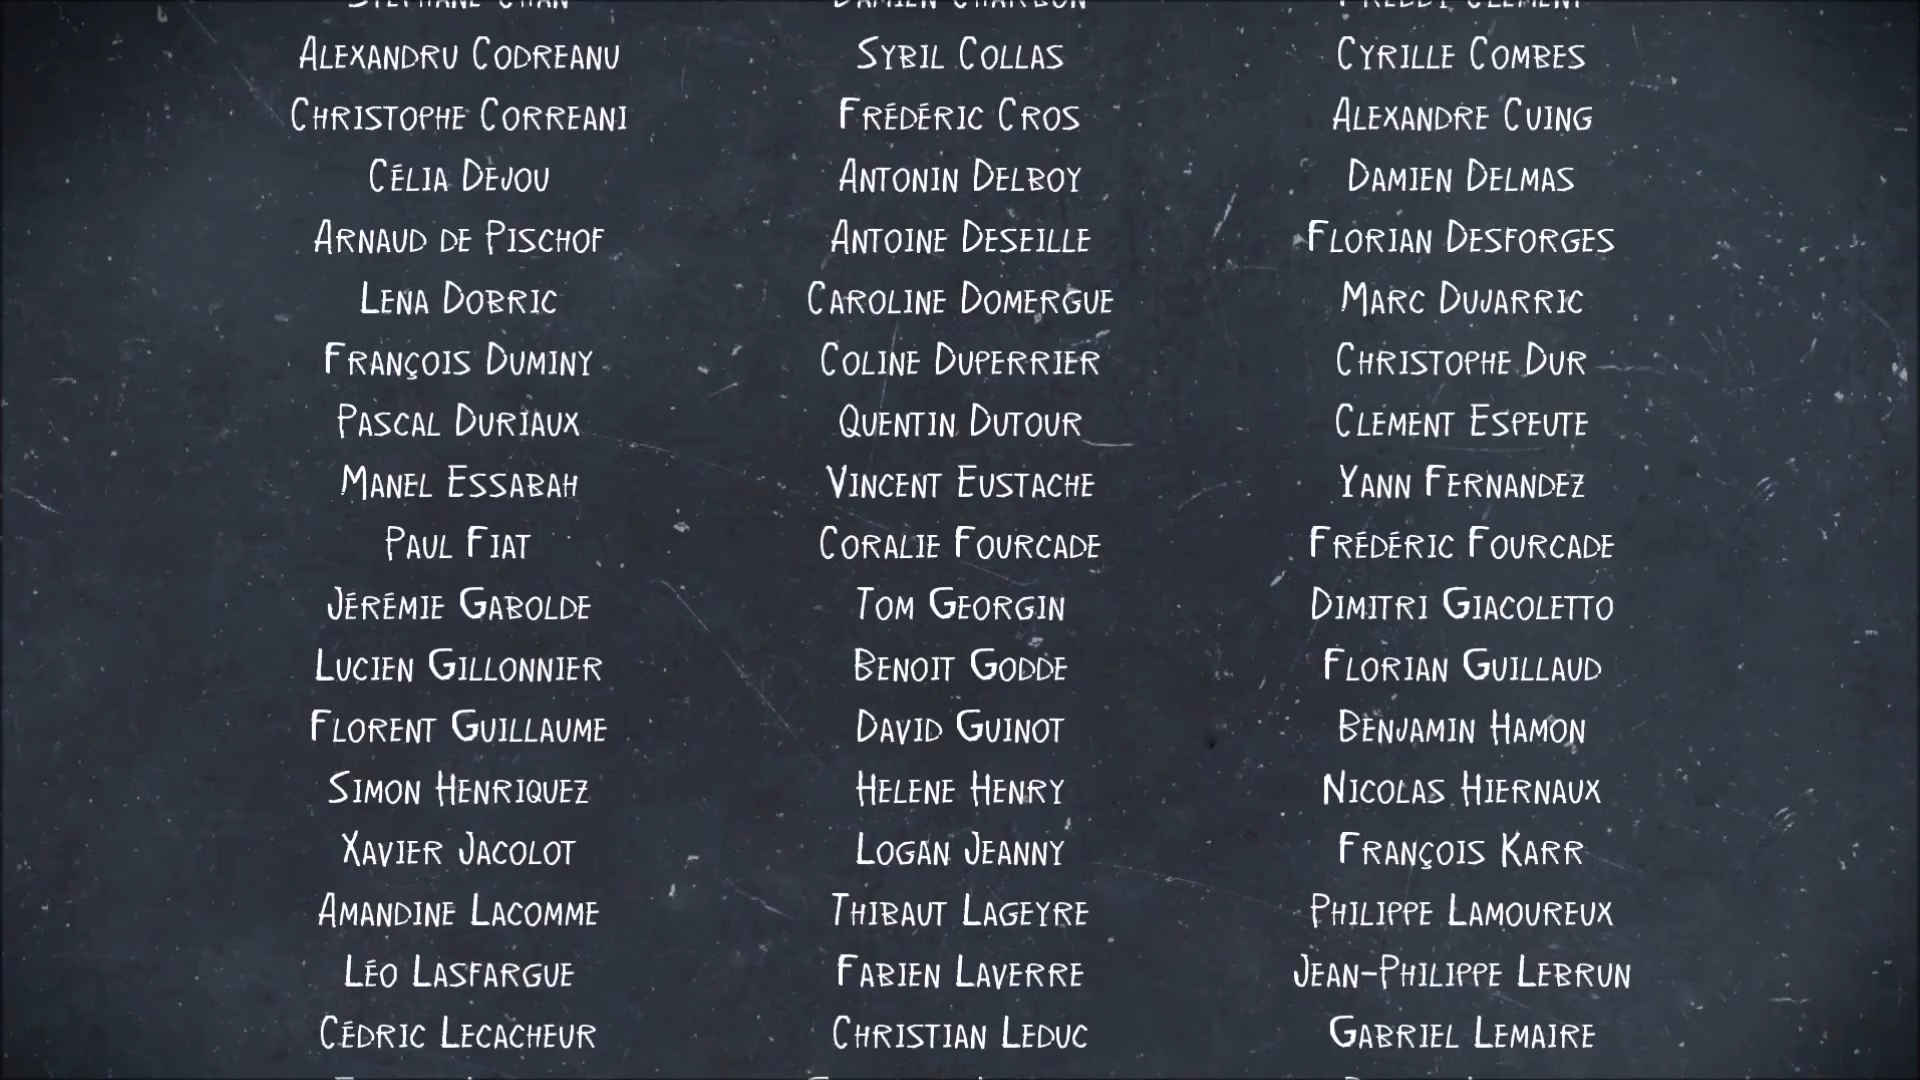 Alexandru Codreanu Sybil Collas Cyrille Combes
Christophe Correani Frédéric Cros Alexandre Cuing
Célia Dejou Antonin Delboy Damien Delmas
Arnaud de Pischof Antoine Deseille Florian Desforges
Lena Dobric Caroline Domergue Marc Dujarric
François Duminy Coline Duperrier Christophe Dur
Pascal Duriaux Quentin Dutour Clement Espeute
Manel Essabah Vincent Eustache Yann Fernandez
Paul Fiat Coralie Fourcade Frédéric Fourcade
Jérémie Gabolde Tom Georgin Dimitri Giacoletto
Lucien Gillonnier Benoit Godde Florian Guillaud
Florent Guillaume David Guinot Benjamin Hamon
Simon Henriquez Helene Henry Nicolas Hiernaux
Xavier Jacolot Logan Jeanny François Karr
Amandine Lacomme Thibaut Lageyre Philippe Lamoureux
Léo Lasfargue Fabien Laverre Jean-Philippe Lebrun
Cédric Lecacheur Christian Leduc Gabriel Lemaire